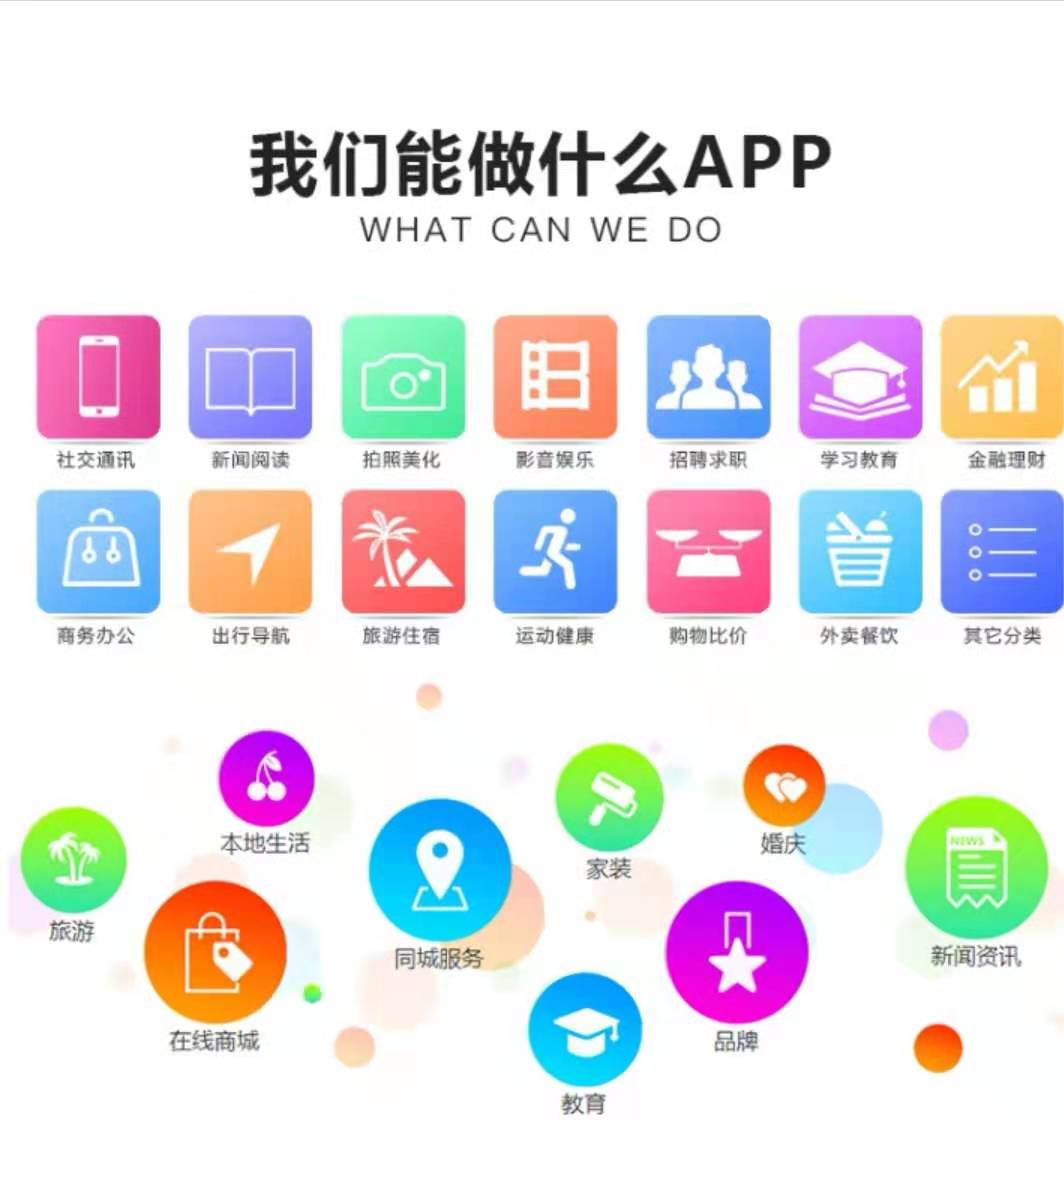 我们能做什么APP
WHAT CAN WE DO
社交通讯 新闻阅读 拍照美化 影音娱乐 招聘求职 学习教育 金融理财
商务办公 出行导航 旅游住宿 运动健康 购物比价 外卖餐饮 其它分类
本地生活
婚庆
家装
旅游
NEWS
同城服务
新闻资讯
在线商城
品牌
教育